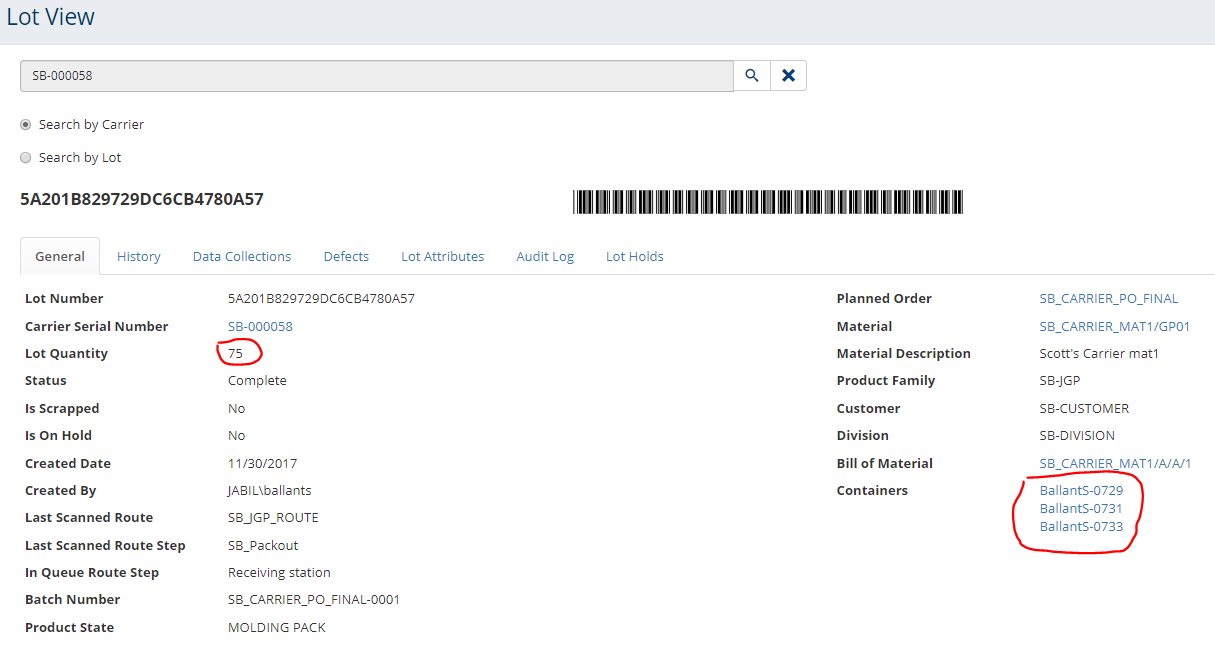 Lot View
SB-000058
Search by Carrier
Search by Lot
5A201B829729DC6CB4780A57
General History Data Collections Defects Lot Attributes Audit Log Lot Holds
Lot Number 5A201B829729DC6CB4780A57
Carrier Serial Number SB-000058
Lot Quantity 75
Status Complete
Is Scrapped No
Is On Hold No
Created Date 11/30/2017
Created By JABIL\ballants
Last Scanned Route SB_JGP_ROUTE
Last Scanned Route Step SB_Packout
In Queue Route Step Receiving station
Batch Number SB_CARRIER_PO_FINAL-0001
Product State MOLDING PACK
Planned Order SB_CARRIER_PO_FINAL
Material SB_CARRIER_MAT1/GP01
Material Description Scott's Carrier mat1
Product Family SB-JGP
Customer SB-CUSTOMER
Division SB-DIVISION
Bill of Material SB_CARRIER_MAT1/A/A/1
Containers BallantS-0729
BallantS-0731
BallantS-0733